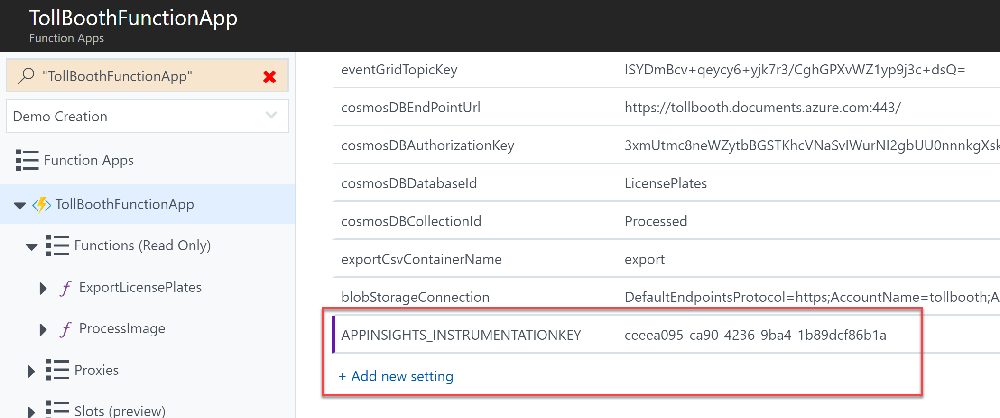 TollBoothFunctionApp
Function Apps
"TollBoothFunctionApp"
Demo Creation
Function Apps
TollBoothFunctionApp
Functions (Read Only)
ExportLicensePlates
ProcessImage
Proxies
Slots (preview)
eventGridTopicKey ISYDmBcv+qeycy6+yjk7r3/CghGPXvWZ1yp9j3c+dsQ=
cosmosDBEndPointUrl https://tollbooth.documents.azure.com:443/
cosmosDBAuthorizationKey 3xmUtmc8neWZytbBGSTKhcVNaSvIWurNI2gbUU0nnnkgXsk
cosmosDBDatabaseId LicensePlates
cosmosDBCollectionId Processed
exportCsvContainerName export
blobStorageConnection DefaultEndpointsProtocol=https;AccountName=tollbooth;A
APPINSIGHTS_INSTRUMENTATIONKEY ceeea095-ca90-4236-9ba4-1b89dcf86b1a
+ Add new setting